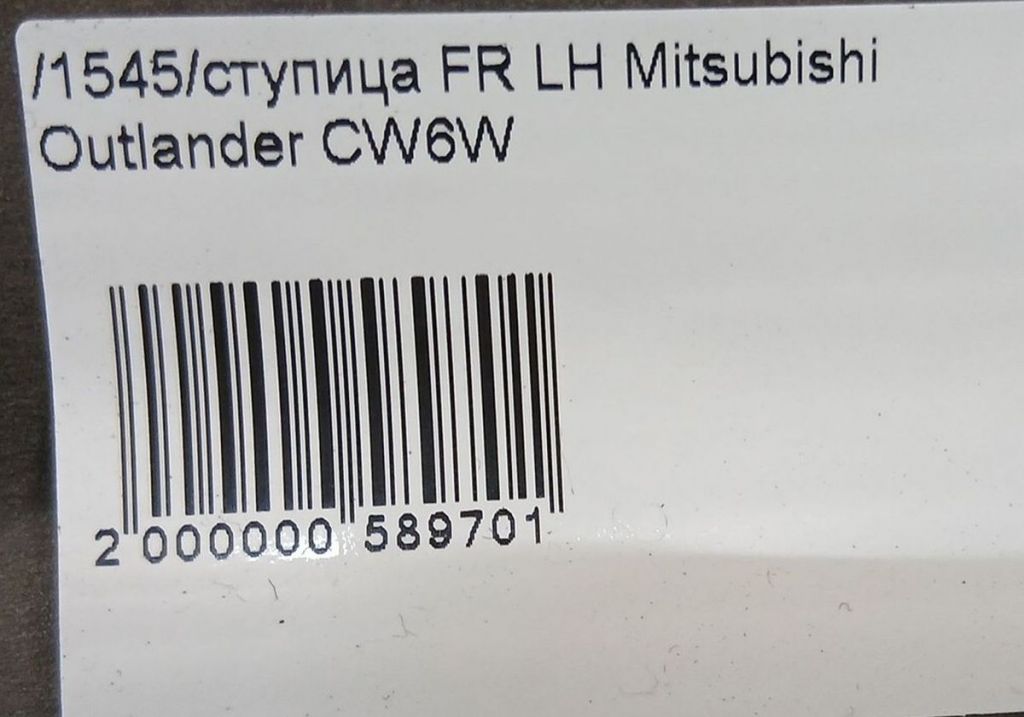 /1545/ступица FR LH Mitsubishi
Outlander CW6W
2 000000 589701